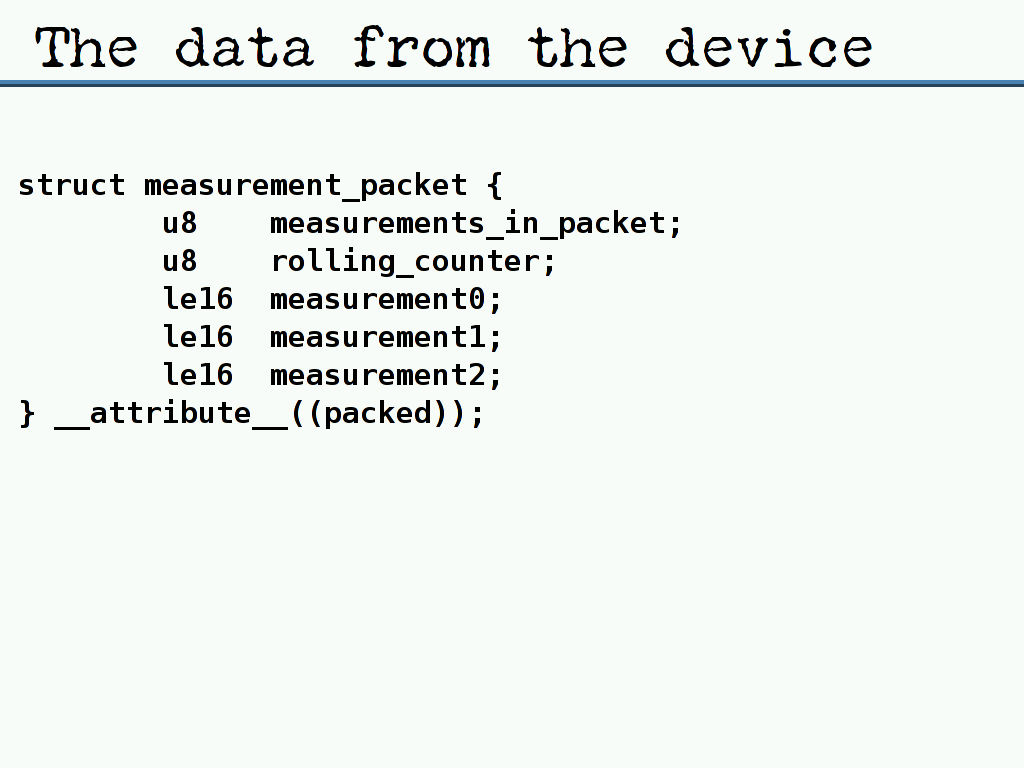 The data from the device
struct measurement_packet {
        u8    measurements_in_packet;
        u8    rolling_counter;
        le16  measurement0;
        le16  measurement1;
        le16  measurement2;
} __attribute__((packed));